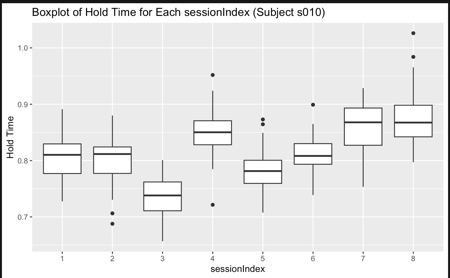 Boxplot of Hold Time for Each sessionIndex (Subject s010)
Hold Time
0.9
0.8
0.7
1 2 3 4 5 6 7 8
sessionIndex
1.0